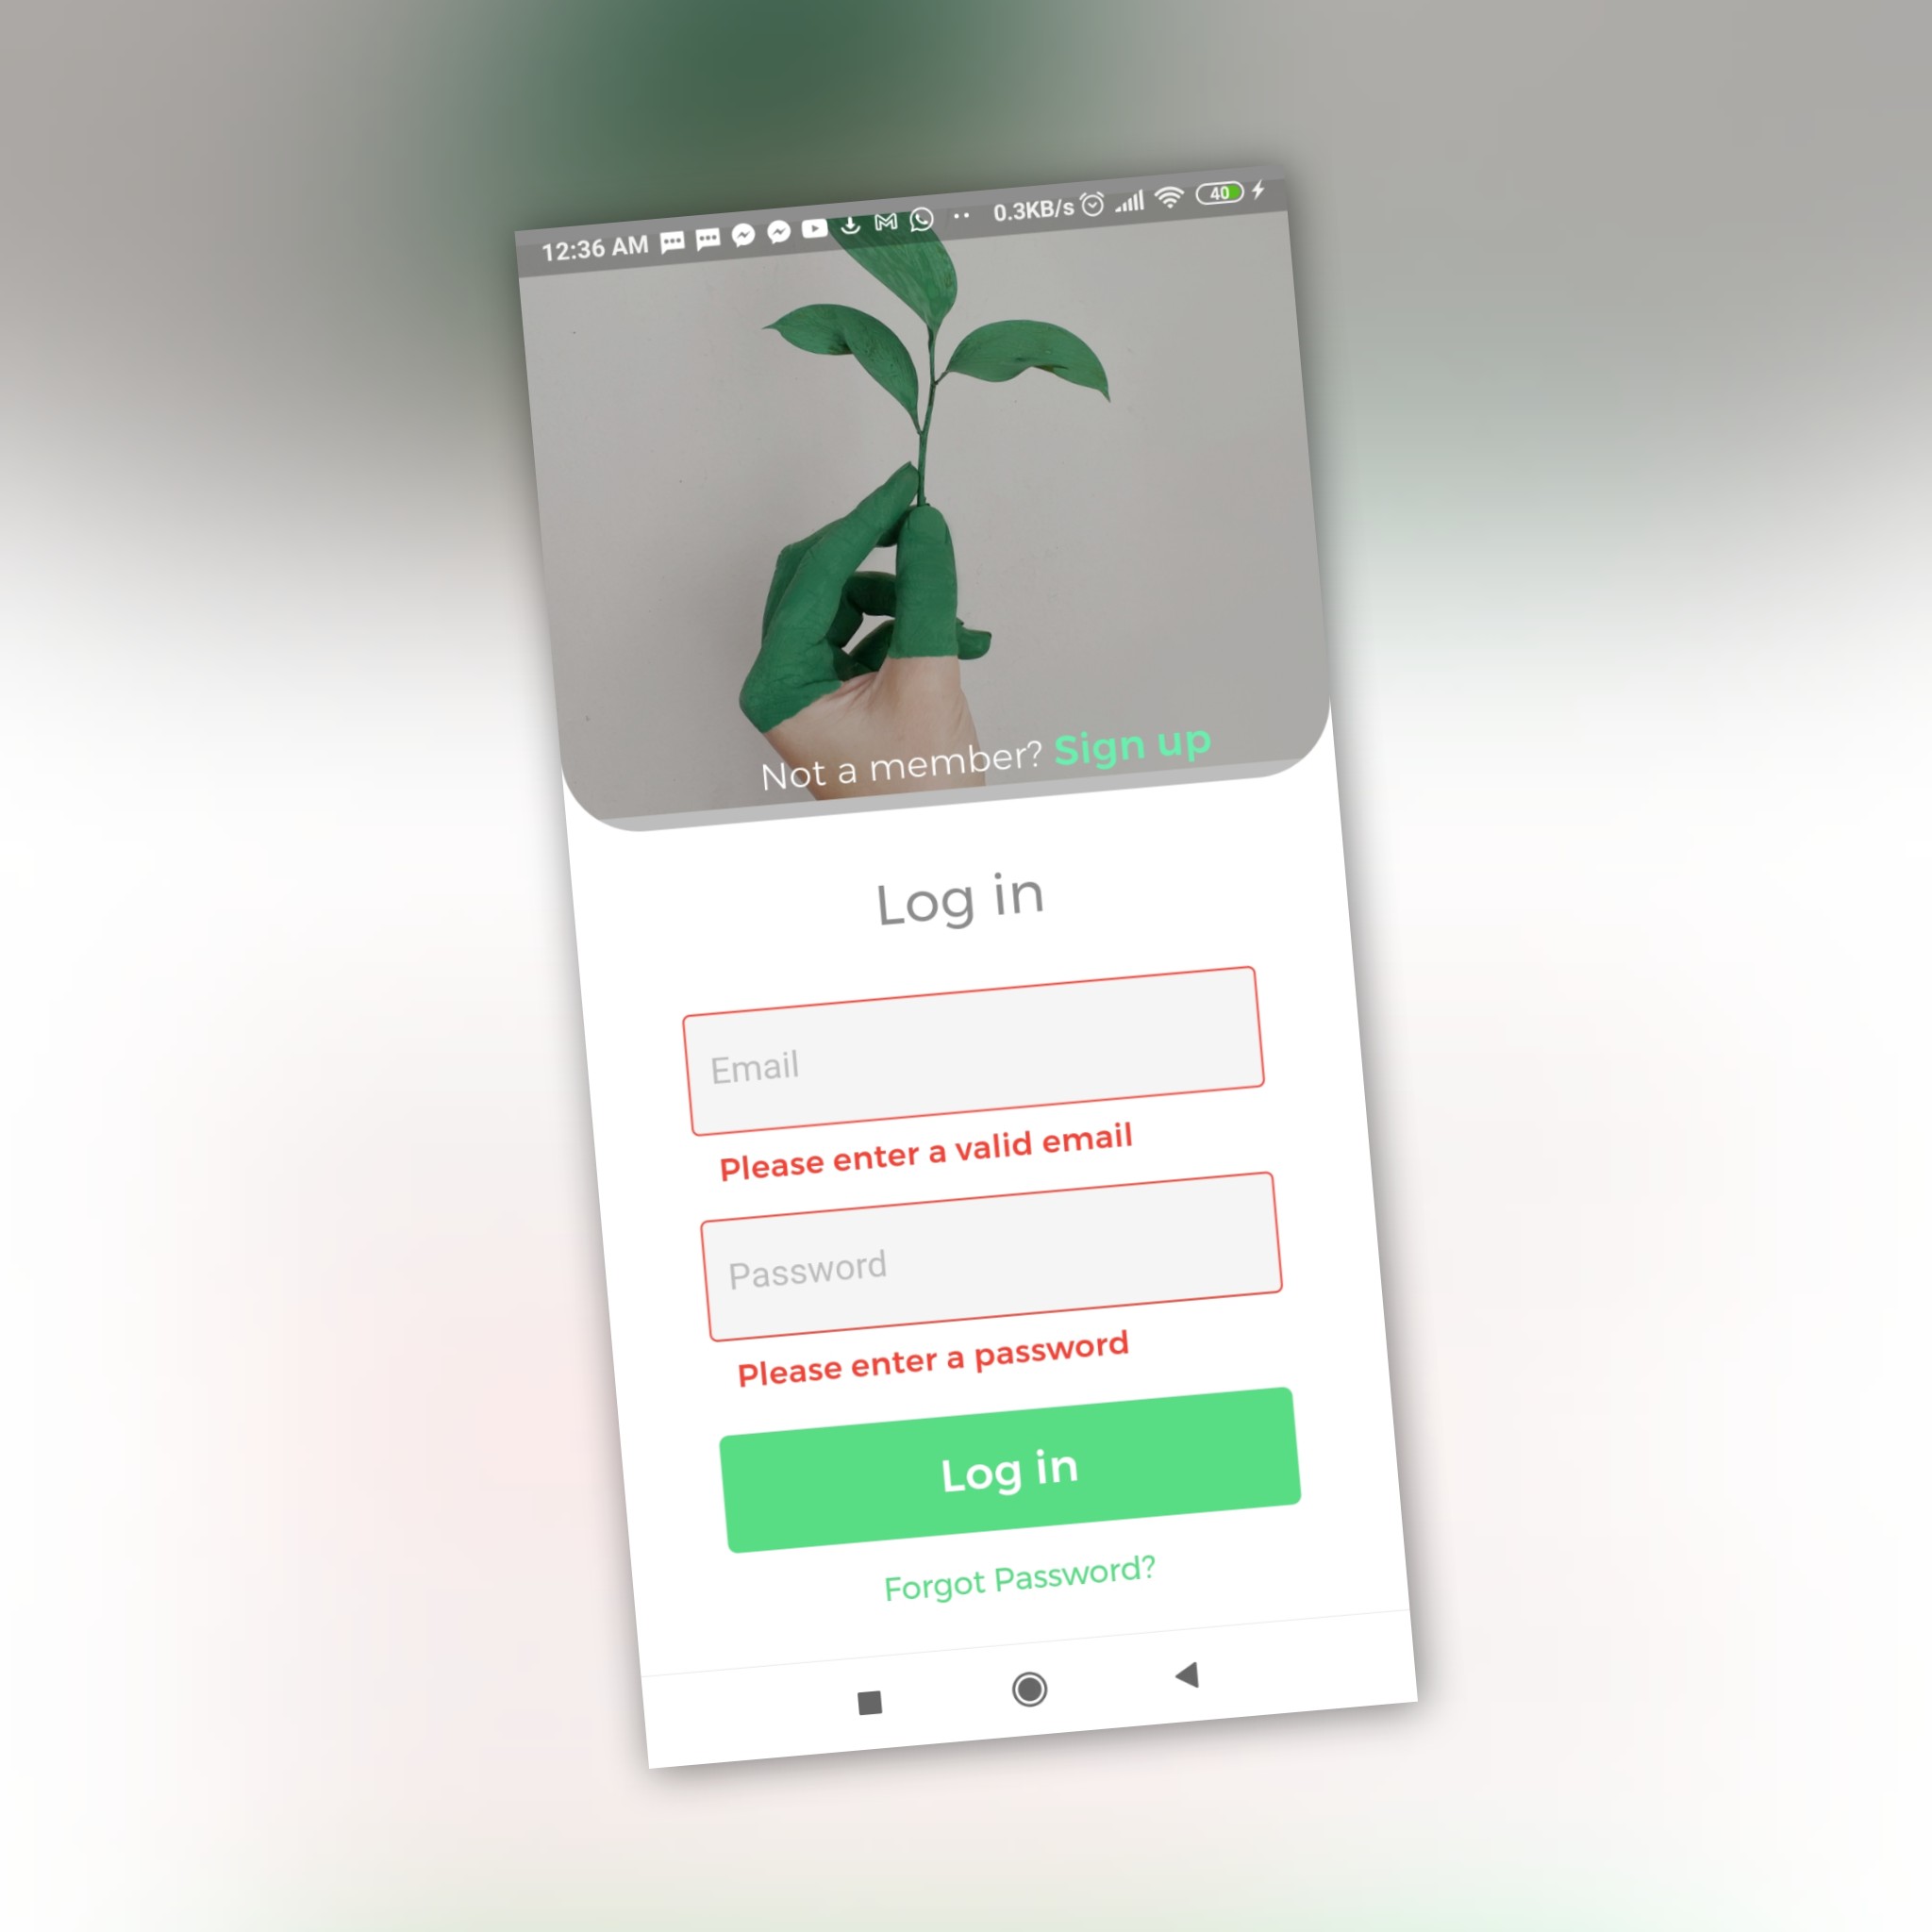 12:36 AM 0.3KB/s 40
Not a member? Sign up
Log in
Email
Please enter a valid email
Password
Please enter a password
Log in
Forgot Password?